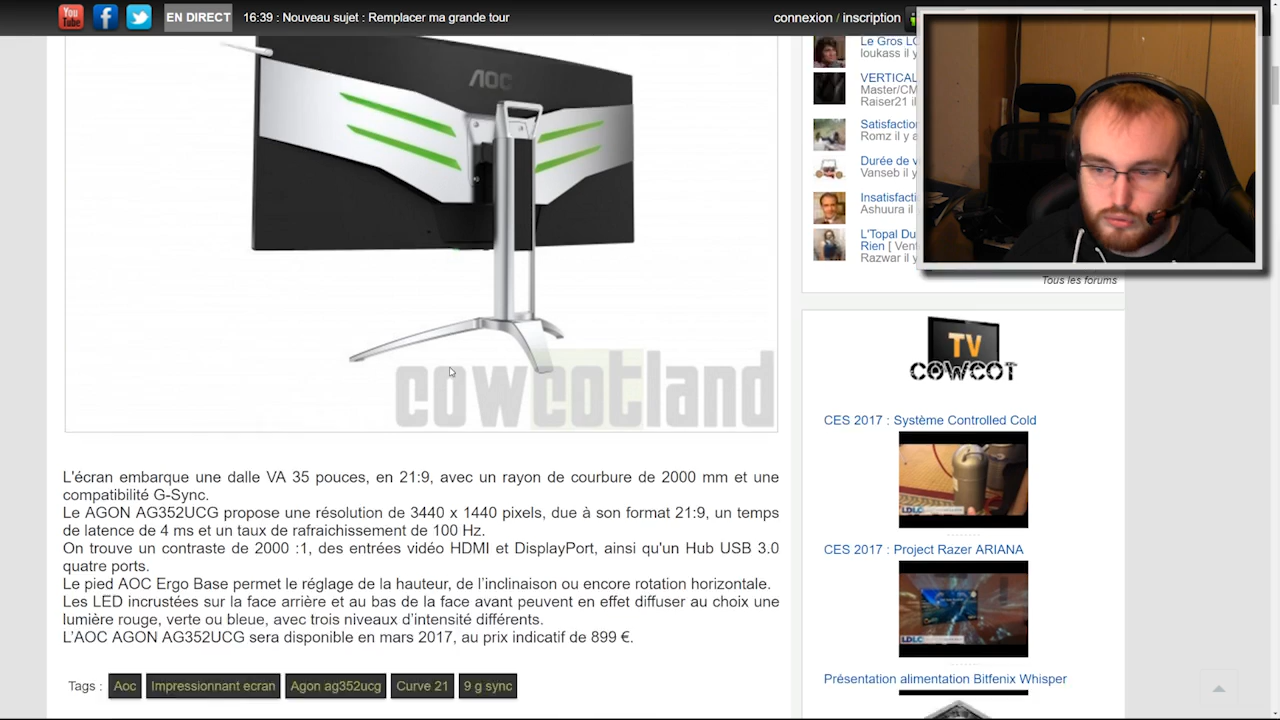 You
Tube
EN DIRECT
16:39 : Nouveau sujet : Remplacer ma grande tour
connexion / inscription
AOC
cowcotland
L'écran embarque une dalle VA 35 pouces, en 21:9, avec un rayon de courbure de 2000 mm et une
compatibilité G-Sync.
Le AGON AG352UCG propose une résolution de 3440 x 1440 pixels, due à son format 21:9, un temps
de latence de 4 ms et un taux de rafraichissement de 100 Hz.
On trouve un contraste de 2000 :1, des entrées vidéo HDMI et DisplayPort, ainsi qu'un Hub USB 3.0
quatre ports.
Le pied AOC Ergo Base permet le réglage de la hauteur, de l'inclinaison ou encore rotation horizontale.
Les LED incrustées sur la face arrière et au bas de la face avant peuvent en effet diffuser au choix une
lumière rouge, verte ou bleue, avec trois niveaux d'intensité différents.
L'AOC AGON AG352UCG sera disponible en mars 2017, au prix indicatif de 899 €.
Tags :
Aoc
Impressionnant ecran
Agon ag352ucg
Curve 21
9 g sync
Le Gros LC
loukass il y
VERTICAL
Master/CM
Raiser21 il
Satisfaction
Romz il y a
Durée de v
Vanseb il y
Insatisfacti
Ashuura il
L'Topal Du
Rien [ Vent
Razwar il y
Tous les forums
TV
COWCOT
CES 2017 : Système Controlled Cold
LDLC
CES 2017 : Project Razer ARIANA
LDLC
Présentation alimentation Bitfenix Whisper